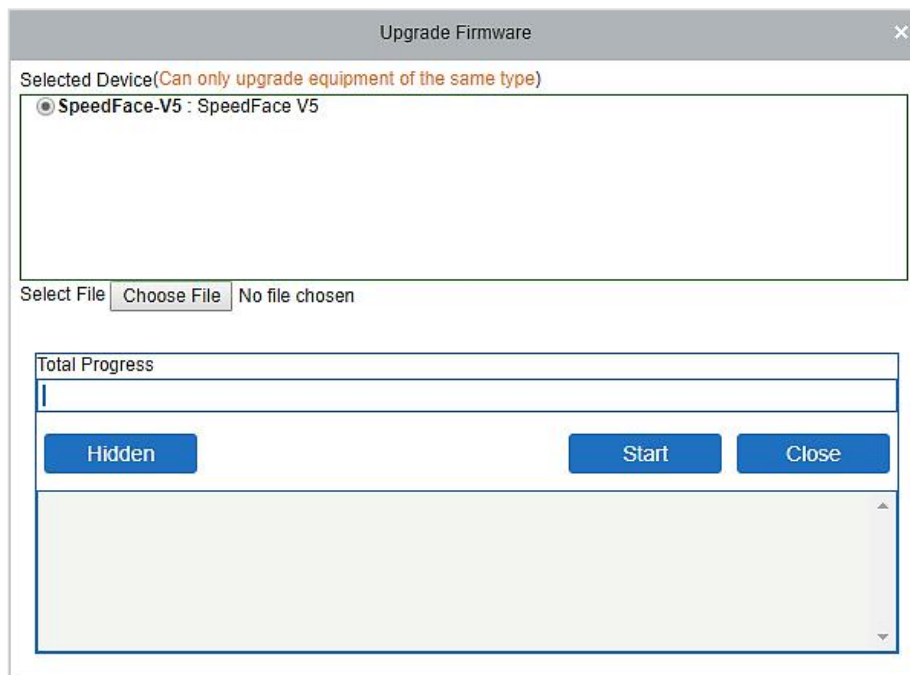 Upgrade Firmware
Selected Device(Can only upgrade equipment of the same type)
SpeedFace-V5 : SpeedFace V5
Select File Choose File No file chosen
Total Progress
Hidden Start Close